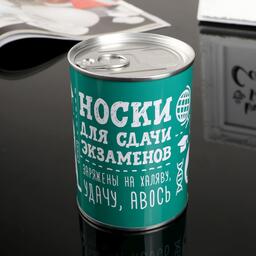 НОСКИ
ДЛЯ СДАЧИ
ЭКЗАМЕНОВ
ЗАРЯЖЕНЫ НА ХАЛЯВУ,
УДАЧУ, АВОСЬ